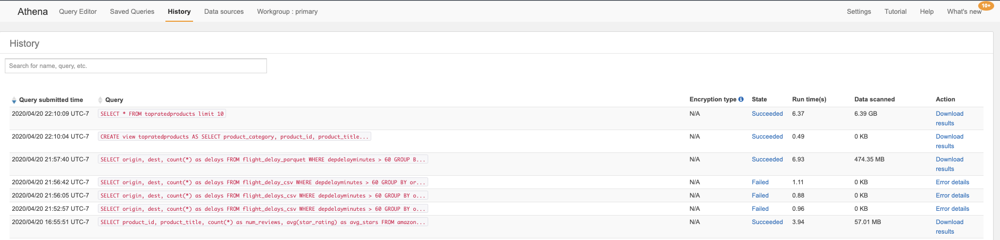 Athena Query Editor Saved Queries History Data sources Workgroup : primary Settings Tutorial Help What's new 10+
History
Search for name, query, etc.
Query submitted time Query Encryption type State Run time(s) Data scanned Action
2020/04/20 22:10:09 UTC-7 SELECT * FROM topratedproducts limit 10 N/A Succeeded 6.37 6.39 GB Download
results
2020/04/20 22:10:04 UTC-7 CREATE view topratedproducts AS SELECT product_category, product_id, product_title... N/A Succeeded 0.49 0 KB Download
results
2020/04/20 21:57:40 UTC-7 SELECT origin, dest, count(*) as delays FROM flight_delay_parquet WHERE depdelayminutes > 60 GROUP B... N/A Succeeded 6.93 474.35 MB Download
results
2020/04/20 21:56:42 UTC-7 SELECT origin, dest, count(*) as delays FROM flight_delay_csv WHERE depdelayminutes > 60 GROUP BY or... N/A Failed 1.11 0 KB Error details
2020/04/20 21:56:05 UTC-7 SELECT origin, dest, count(*) as delays FROM flight_delays_csv WHERE depdelayminutes > 60 GROUP BY o... N/A Failed 0.88 0 KB Error details
2020/04/20 21:52:57 UTC-7 SELECT origin, dest, count(*) as delays FROM flight_delays_csv WHERE depdelayminutes > 60 GROUP BY o... N/A Failed 0.96 0 KB Error details
2020/04/20 16:55:51 UTC-7 SELECT product_id, product_title, count(*) as num_reviews, avg(star_rating) as avg_stars FROM amazon... N/A Succeeded 3.94 57.01 MB Download
results